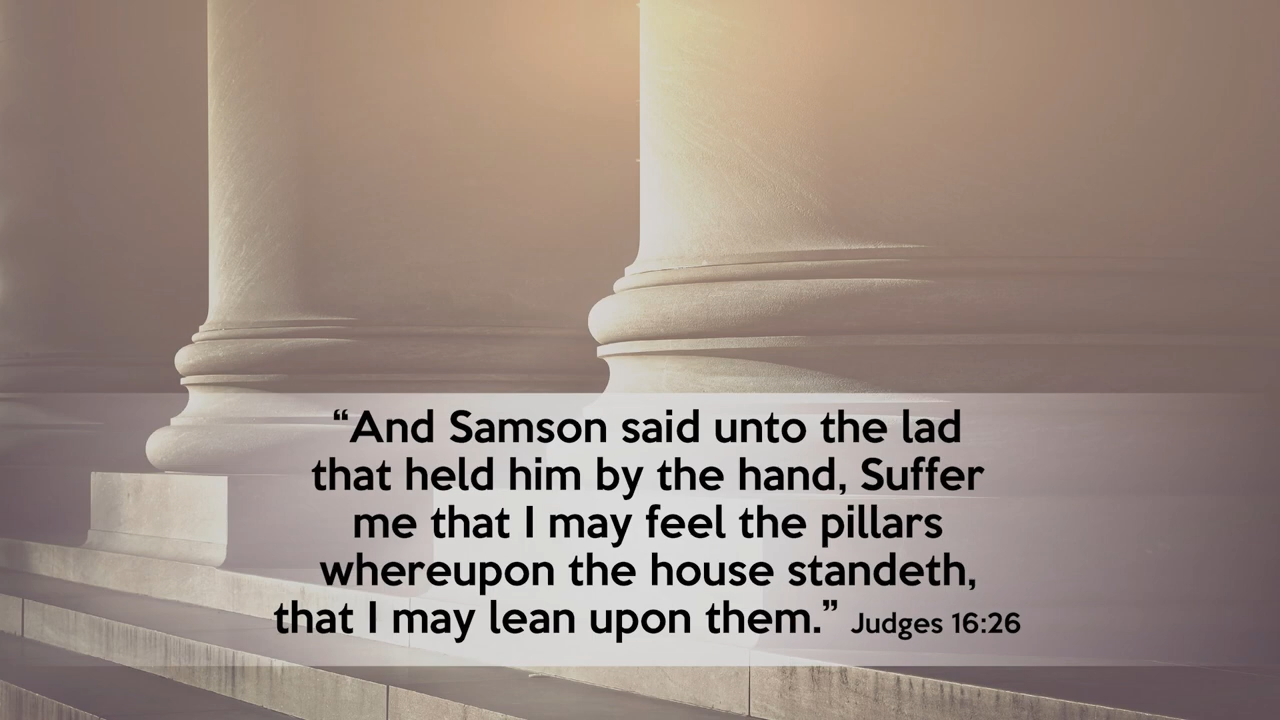 “And Samson said unto the lad
that held him by the hand, Suffer
me that I may feel the pillars
whereupon the house standeth,
that I may lean upon them.” Judges 16:26